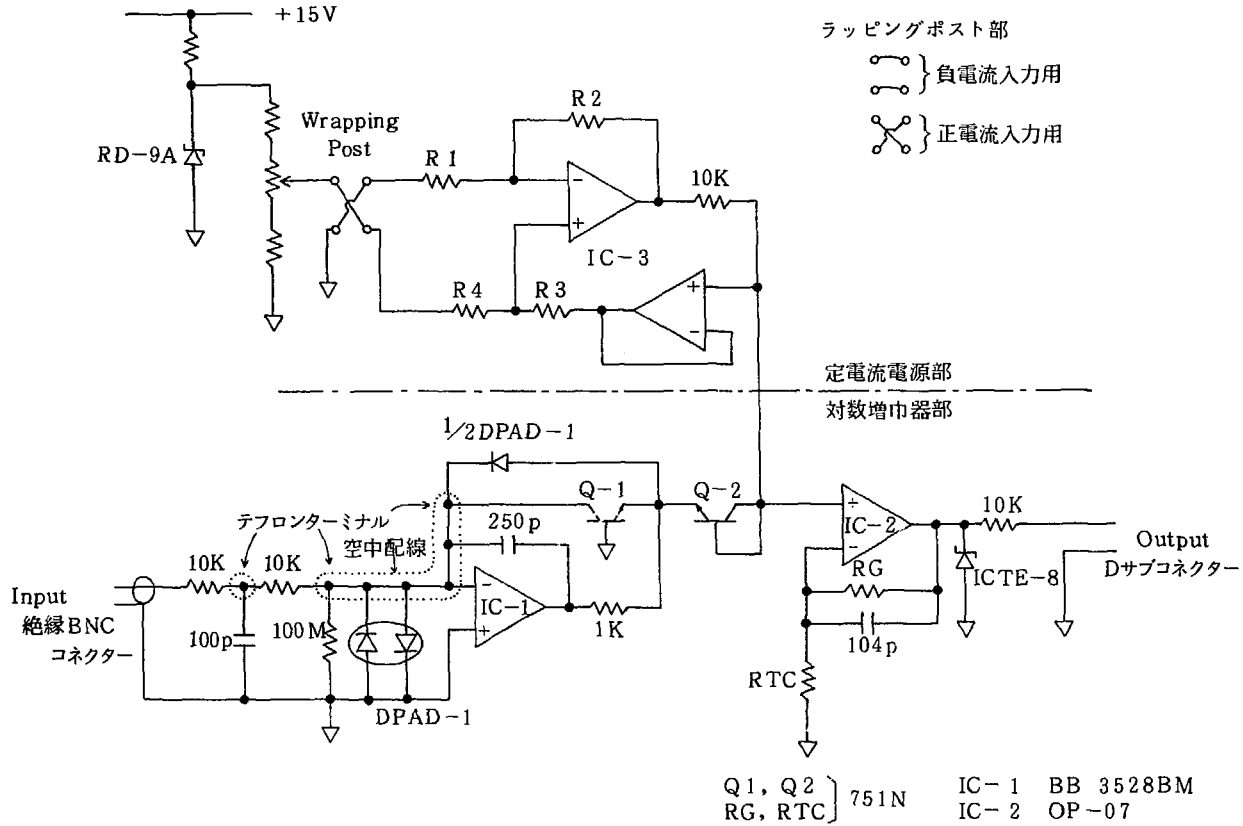 +15V
ラッピングポスト部
負電流入力用
正電流入力用
Wrapping
Post
RD-9A
R1
R2
10K
IC-3
R4
R3
定電流電源部
対数増巾器部
1/2DPAD-1
Q-1
Q-2
テフロンターミナル
空中配線
250p
10K
10K
IC-1
IC-2
10K
Output
Dサブコネクター
Input
絶縁BNC
コネクター
100p
100M
1K
RG
ICTE-8
104p
RTC
DPAD-1
Q1, Q2
RG, RTC
751N
IC-1 BB 3528BM
IC-2 OP-07